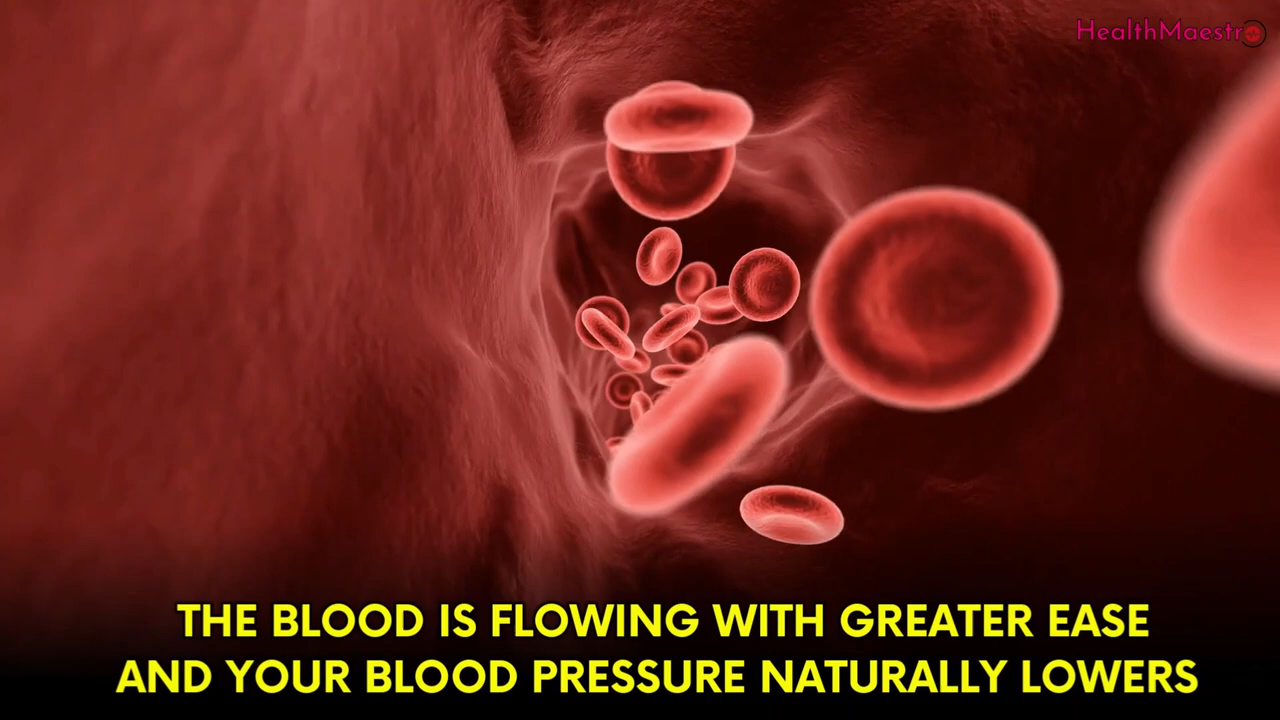 HealthMaestro
THE BLOOD IS FLOWING WITH GREATER EASE
AND YOUR BLOOD PRESSURE NATURALLY LOWERS